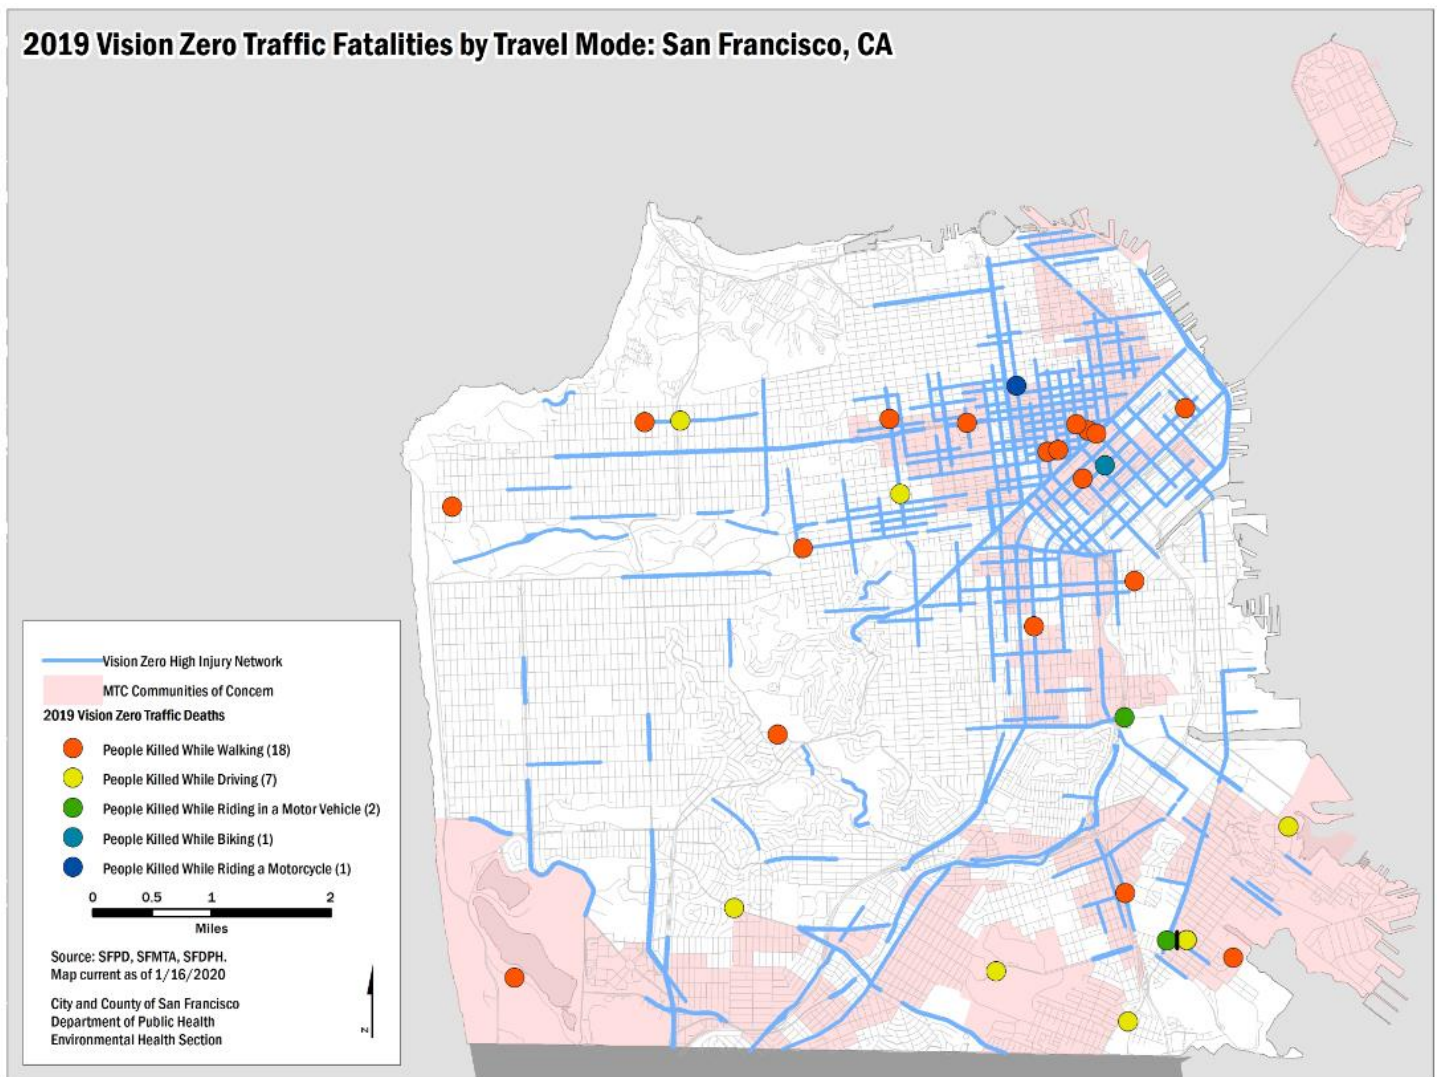 2019 Vision Zero Traffic Fatalities by Travel Mode: San Francisco, CA
Vision Zero High Injury Network
MTC Communities of Concern
2019 Vision Zero Traffic Deaths
People Killed While Walking (18)
People Killed While Driving (7)
People Killed While Riding in a Motor Vehicle (2)
People Killed While Biking (1)
People Killed While Riding a Motorcycle (1)
0 0.5 1 2
Miles
Source: SFPD, SFMTA, SFDPH.
Map current as of 1/16/2020
City and County of San Francisco
Department of Public Health
Environmental Health Section
N